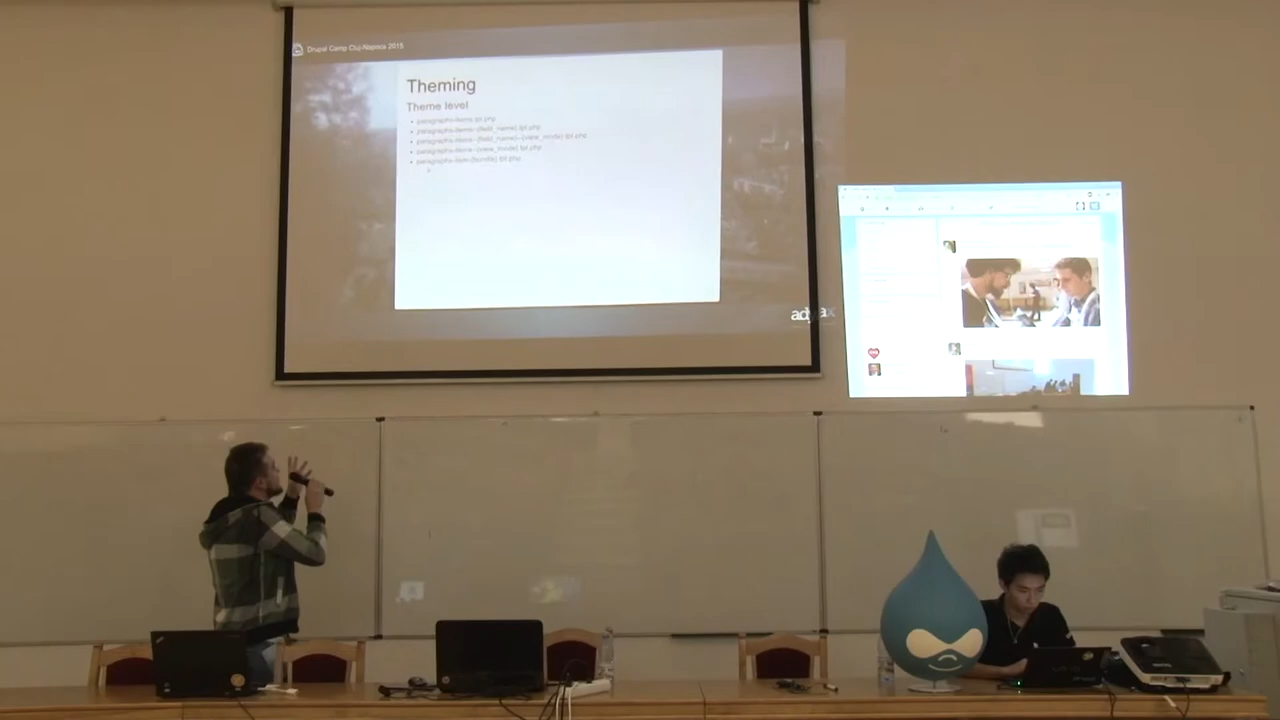 Drupal Camp Cluj-Napoca 2015
Theming
Theme level
paragraphs-items.tpl.php
paragraphs-items--{field_name}.tpl.php
paragraphs-items--{field_name}--{view_mode}.tpl.php
paragraphs-items--{view_mode}.tpl.php
paragraphs-item-{bundle}.tpl.php
adyax